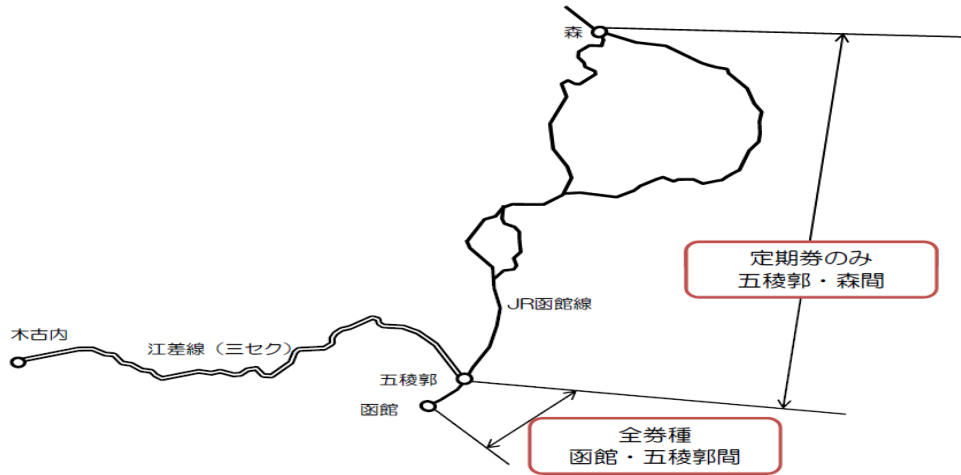 森
定期券のみ
五稜郭・森間
JR函館線
木古内
江差線（三セク）
五稜郭
函館
全券種
函館・五稜郭間